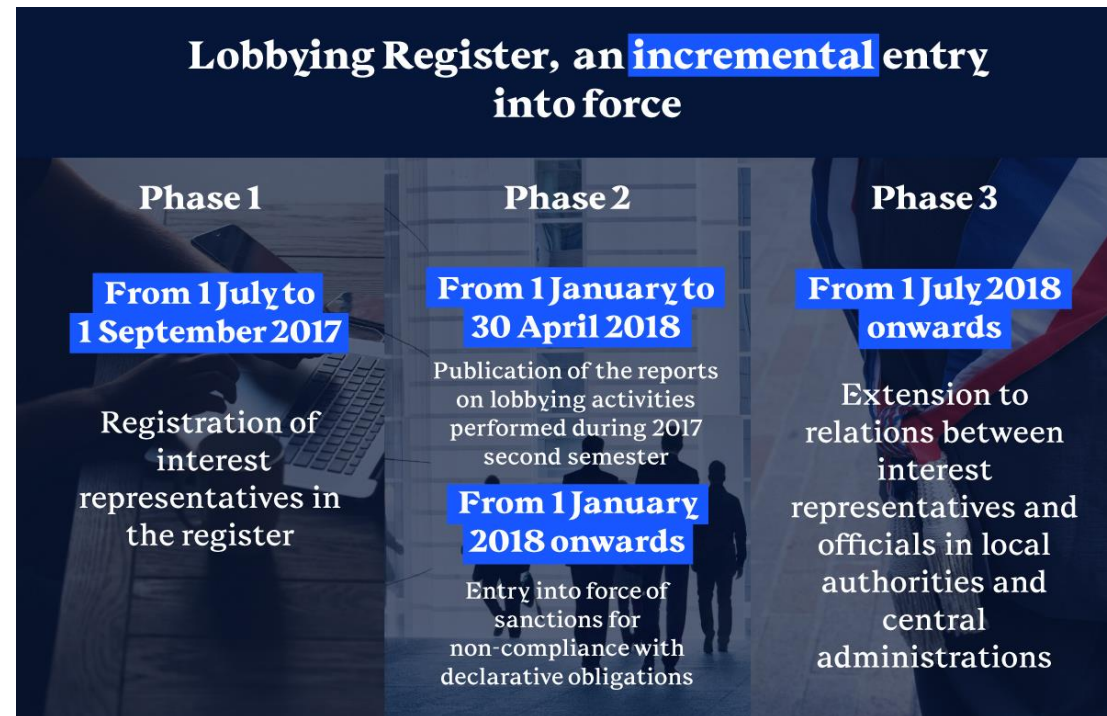 Lobbying Register, an incremental entry
into force
Phase 1
From 1 July to
1 September 2017
Registration of
interest
representatives in
the register
Phase 2
From 1 January to
30 April 2018
Publication of the reports
on lobbying activities
performed during 2017
second semester
From 1 January
2018 onwards
Entry into force of
sanctions for
non-compliance with
declarative obligations
Phase 3
From 1 July 2018
onwards
Extension to
relations between
interest
representatives and
officials in local
authorities and
central
administrations